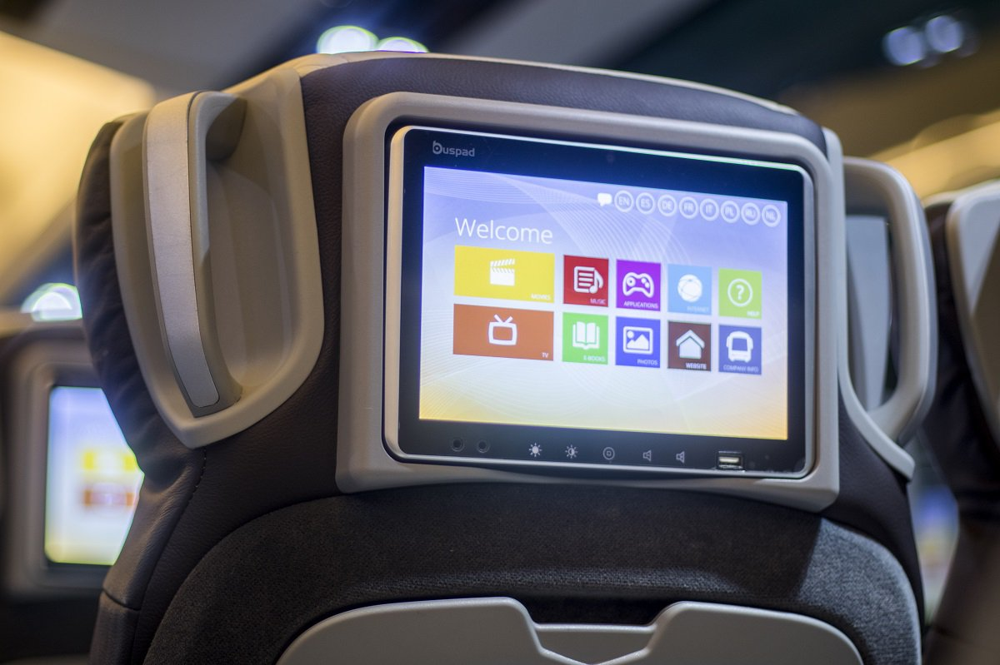 buspad
EN ES DE FR IT PL RU NL
Welcome
MOVIES
MUSIC
APPLICATIONS
INTERNET
HELP
TV
E-BOOKS
PHOTOS
WEBSITE
COMPANY INFO